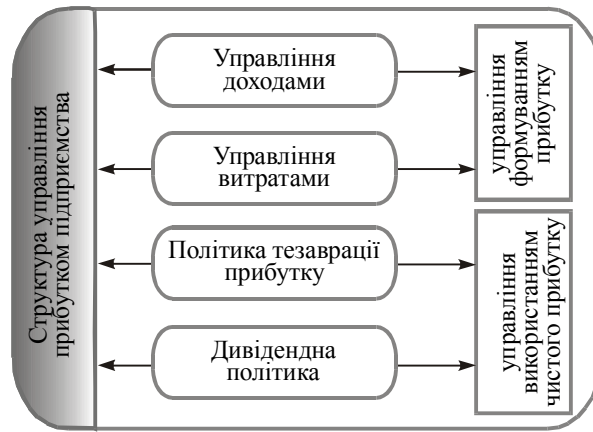 Структура управління
прибутком підприємства
Управління
доходами
Управління
витратами
Політика тезаврації
прибутку
Дивідендна
політика
управління
формуванням
прибутку
управління
використанням
чистого прибутку